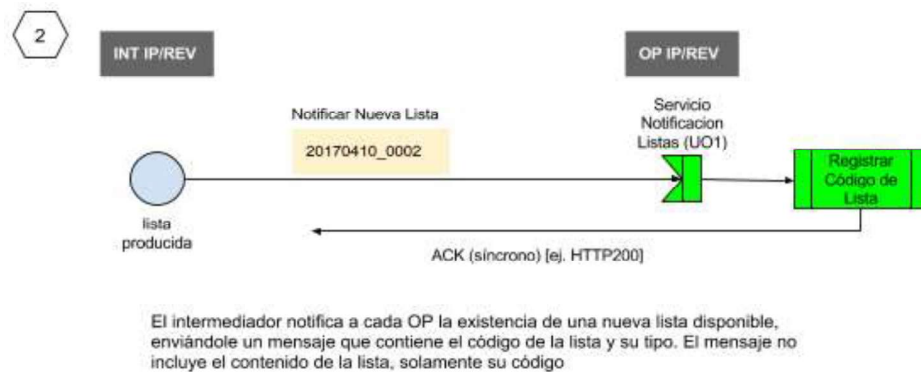 2
INT IP/REV
OP IP/REV
Notificar Nueva Lista
20170410_0002
Servicio
Notificacion
Listas (UO1)
Registrar
Código de
Lista
lista
producida
ACK (síncrono) [ej. HTTP200]
El intermediador notifica a cada OP la existencia de una nueva lista disponible,
enviándole un mensaje que contiene el código de la lista y su tipo. El mensaje no
incluye el contenido de la lista, solamente su código